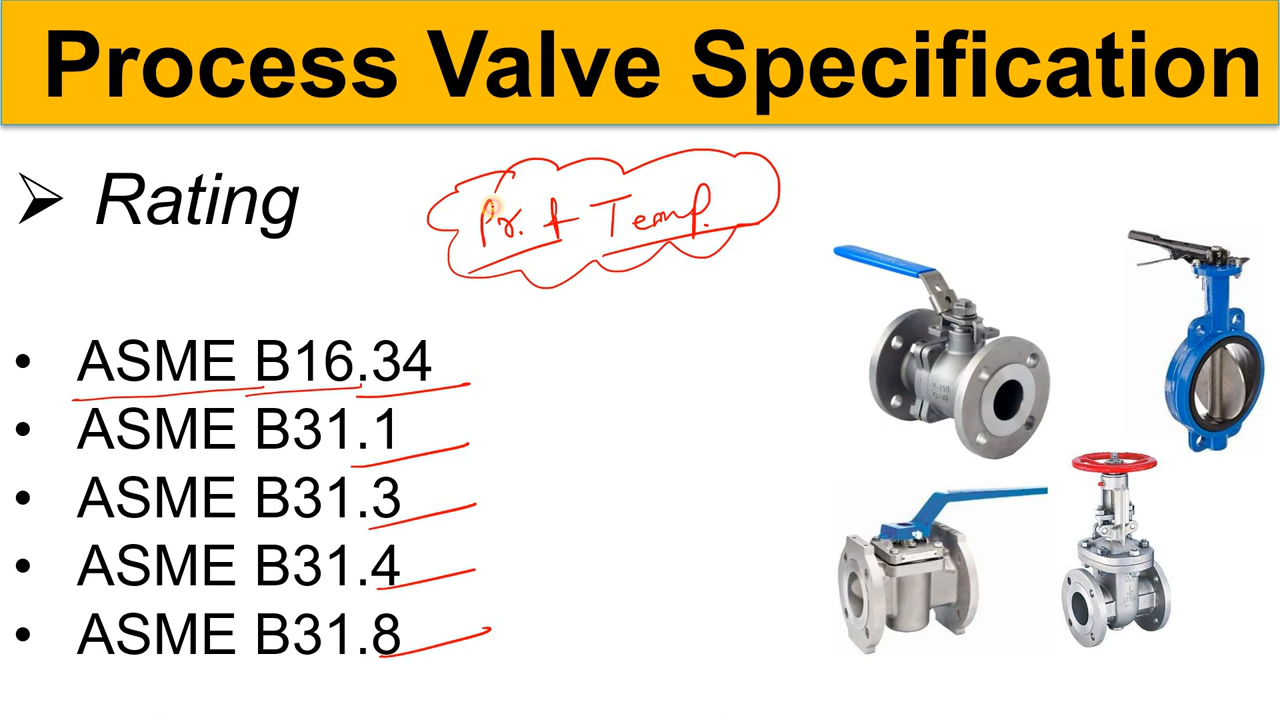 Process Valve Specification
Rating
Pr. & Temp.
ASME B16.34
ASME B31.1
ASME B31.3
ASME B31.4
ASME B31.8